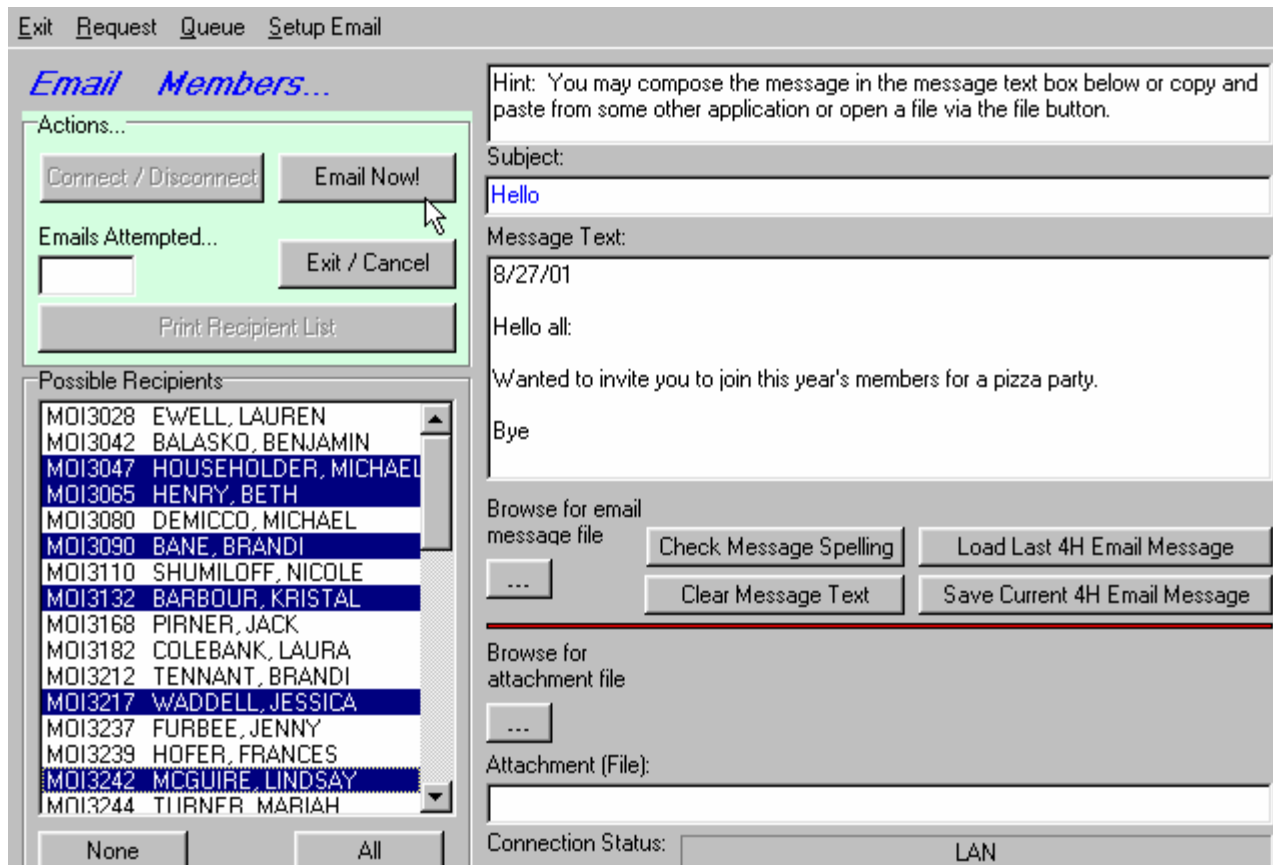 Exit Request Queue Setup Email
Email Members...
Actions...
Connect / Disconnect
Email Now!
Emails Attempted...
Exit / Cancel
Print Recipient List
Possible Recipients
MOI3028 EWELL, LAUREN
MOI3042 BALASKO, BENJAMIN
MOI3047 HOUSEHOLDER, MICHAEL
MOI3065 HENRY, BETH
MOI3080 DEMICCO, MICHAEL
MOI3090 BANE, BRANDI
MOI3110 SHUMILOFF, NICOLE
MOI3132 BARBOUR, KRISTAL
MOI3168 PIRNER, JACK
MOI3182 COLEBANK, LAURA
MOI3212 TENNANT, BRANDI
MOI3217 WADDELL, JESSICA
MOI3237 FURBEE, JENNY
MOI3239 HOFER, FRANCES
MOI3242 MCGUIRE, LINDSAY
MOI3244 TURNER, MARIAH
None
All
Hint: You may compose the message in the message text box below or copy and
paste from some other application or open a file via the file button.
Subject:
Hello
Message Text:
8/27/01
Hello all:
Wanted to invite you to join this year's members for a pizza party.
Bye
Browse for email
message file
...
Check Message Spelling
Load Last 4H Email Message
Clear Message Text
Save Current 4H Email Message
Browse for
attachment file
...
Attachment (File):
Connection Status:
LAN